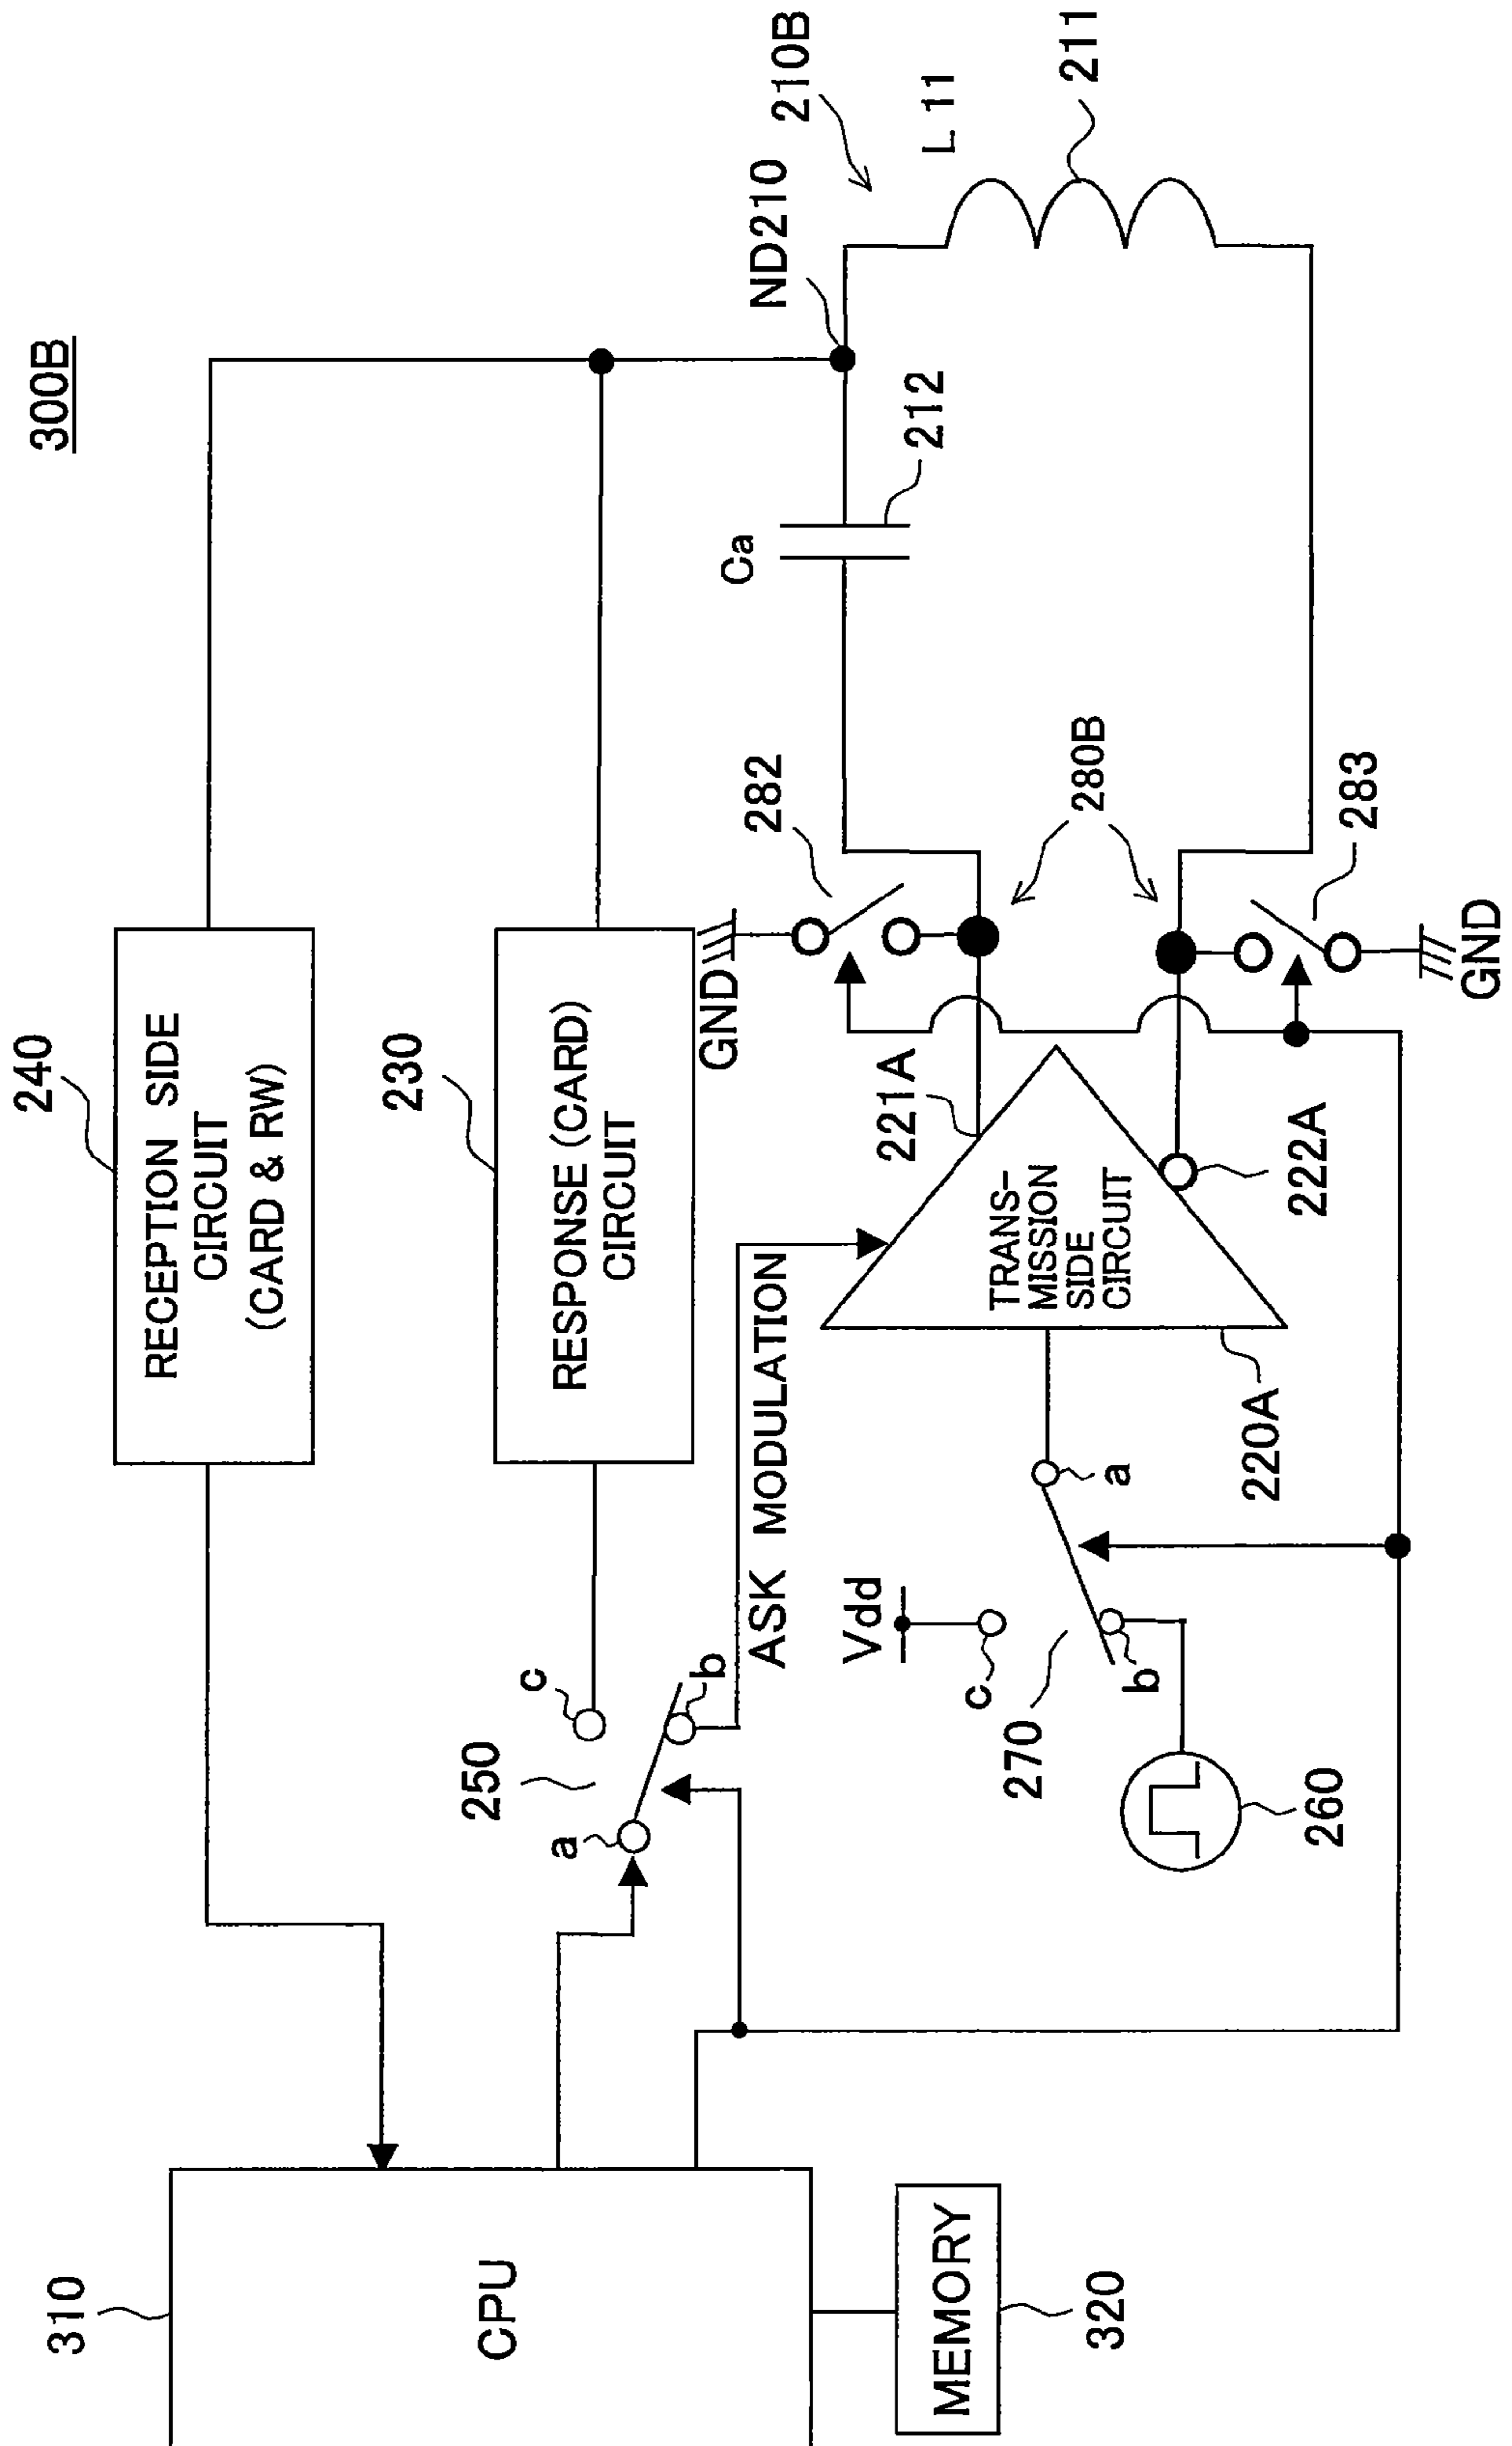 300B
240
RECEPTION SIDE
CIRCUIT
(CARD & RW)
230
RESPONSE (CARD)
CIRCUIT
310
CPU
MEMORY
320
250
a
b
c
ASK MODULATION
Vdd
c
270
b
a
260
TRANS-
MISSION
SIDE
CIRCUIT
220A
221A
222A
GND
282
280B
283
GND
Ca
212
ND210
210B
L 11
211